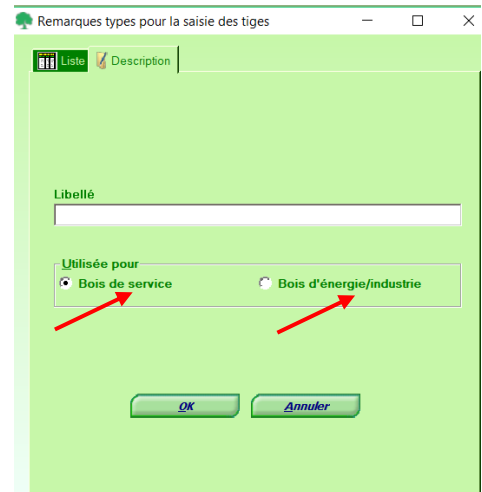 Remarques types pour la saisie des tiges
Liste Description
Libellé
Utilisée pour
Bois de service Bois d'énergie/industrie
OK Annuler